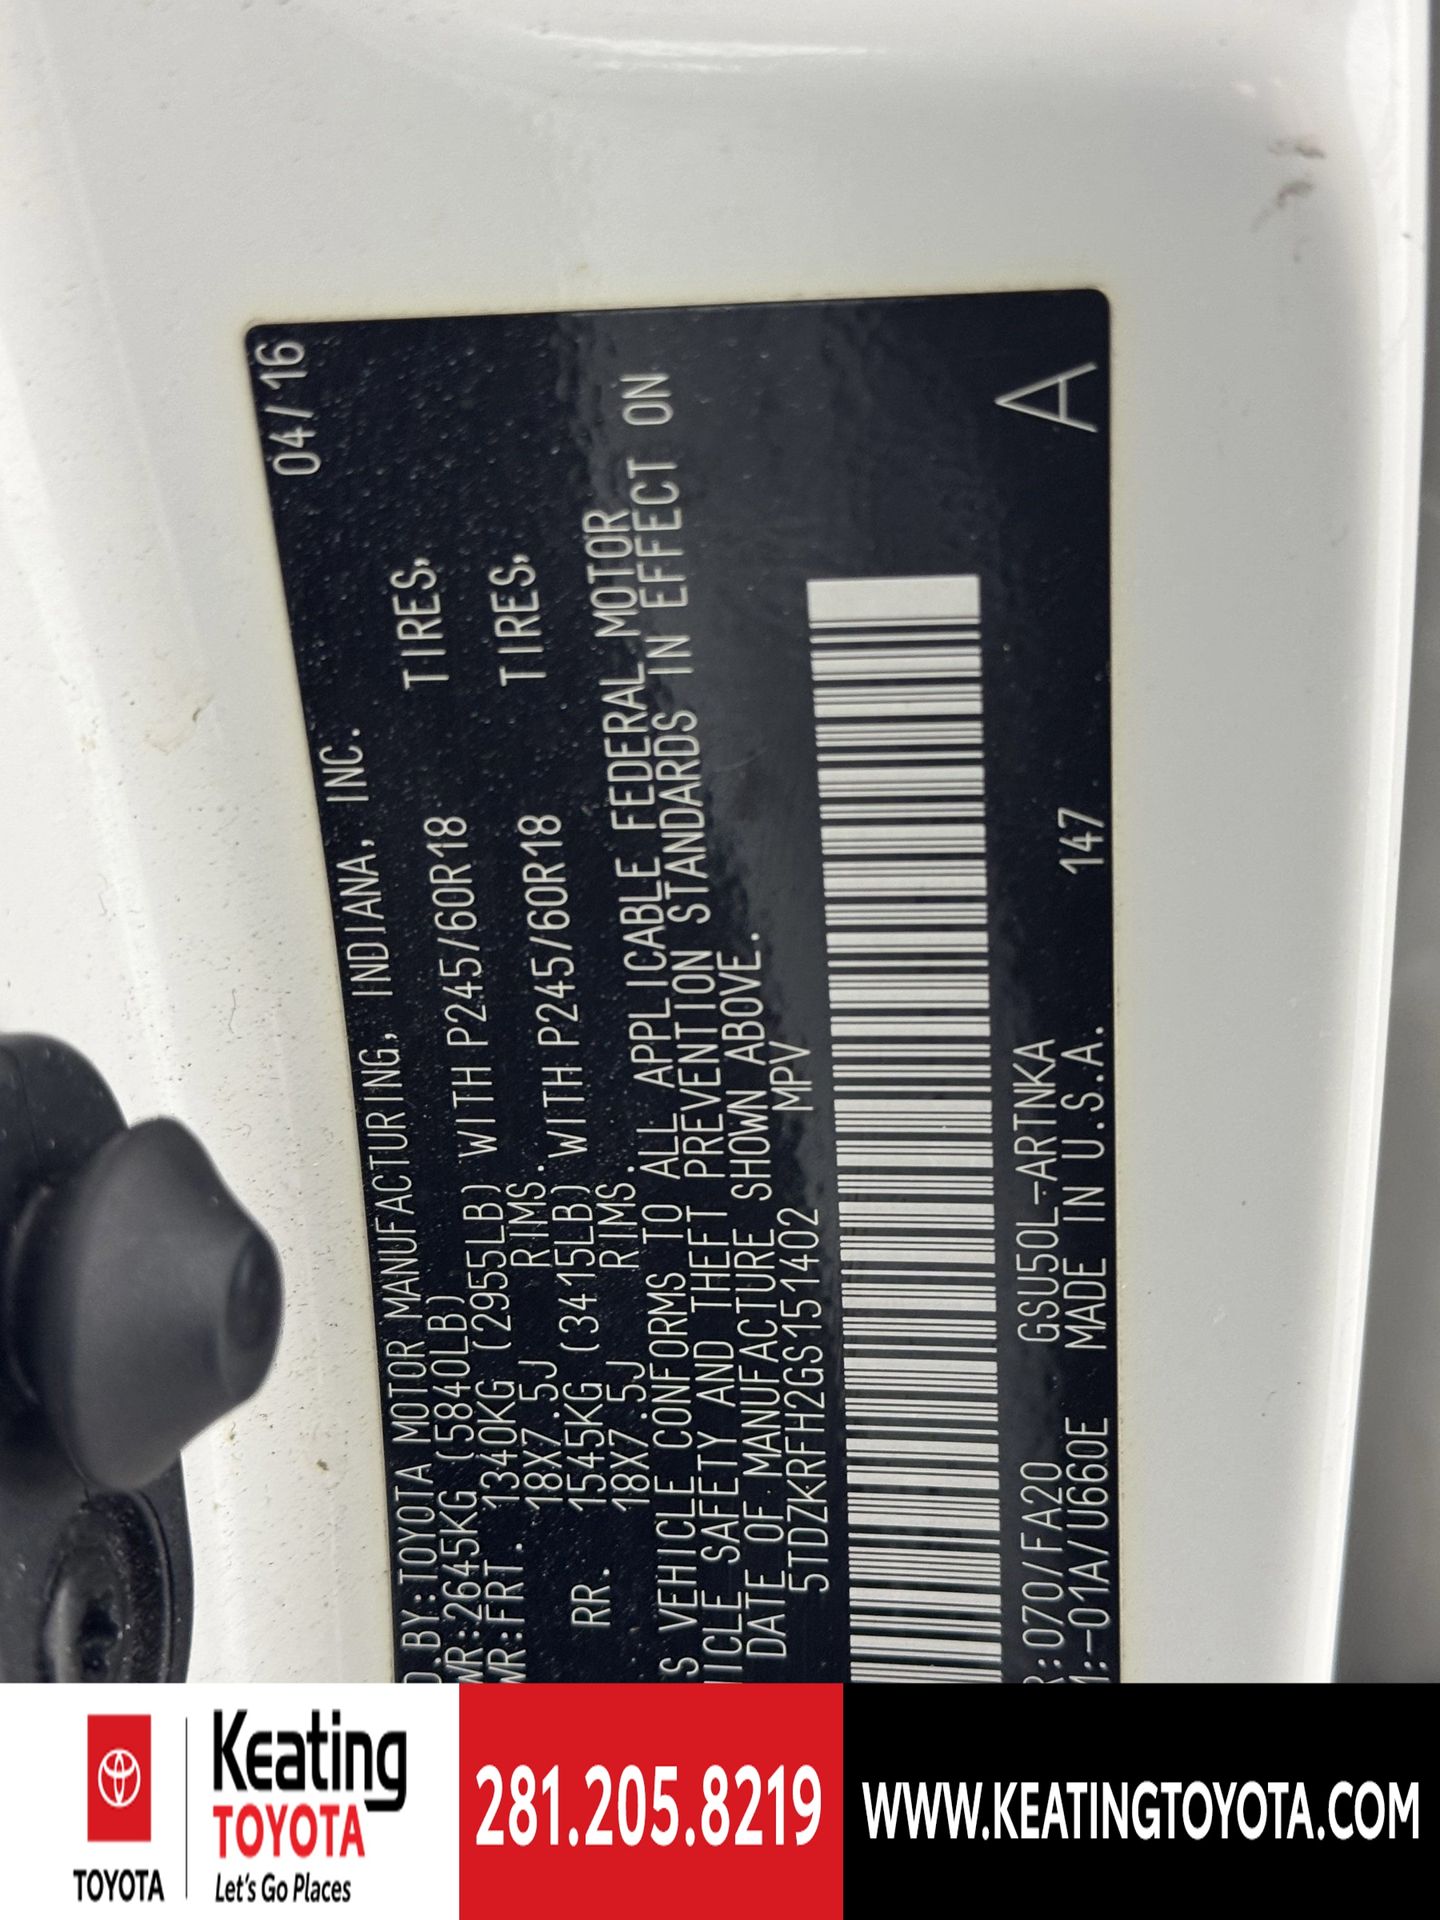 D.BY:TOYOTA MOTOR MANUFACTURING, INDIANA, INC. 04/16
WR:2645KG (5840LB)
WR:FRT. 1340KG (2955LB) WITH P245/60R18 TIRES,
18X7.5J RIMS.
RR. 1545KG (3415LB) WITH P245/60R18 TIRES,
18X7.5J RIMS.
S VEHICLE CONFORMS TO ALL APPLICABLE FEDERAL MOTOR
ICLE SAFETY AND THEFT PREVENTION STANDARDS IN EFFECT ON
DATE OF MANUFACTURE SHOWN ABOVE.
5TDZKRFH2GS151402 MPV
R:070/FA20 GSU50L-ARTNKA 147 A
M:-01A/U660E MADE IN U.S.A.
TOYOTA
Keating
TOYOTA
Let's Go Places
281.205.8219
WWW.KEATINGTOYOTA.COM